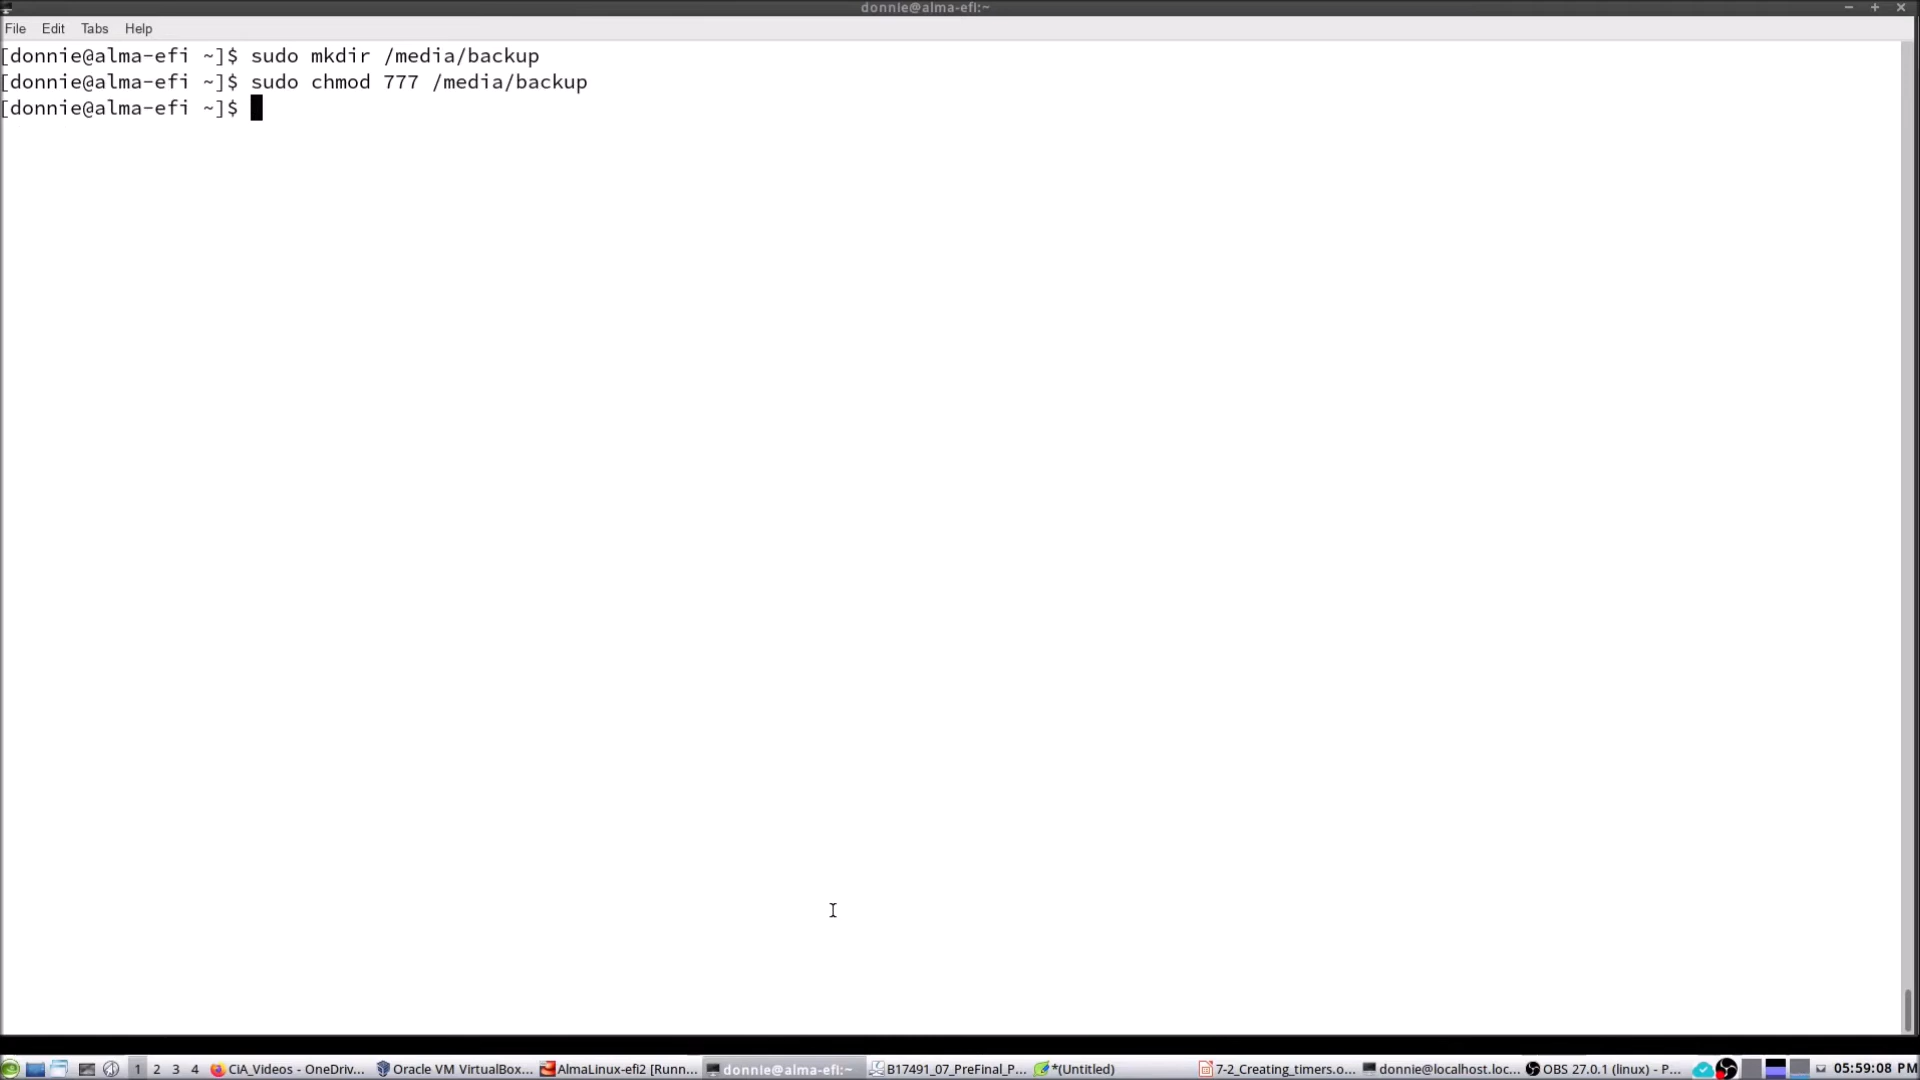 donnie@alma-efi:~
File Edit Tabs Help
[donnie@alma-efi ~]$ sudo mkdir /media/backup
[donnie@alma-efi ~]$ sudo chmod 777 /media/backup
[donnie@alma-efi ~]$
1 2 3 4 CiA_Videos - OneDriv... Oracle VM VirtualBox... AlmaLinux-efi2 [Runn... donnie@alma-efi:~ B17491_07_PreFinal_P... *(Untitled) 7-2_Creating_timers.o... donnie@localhost.loc... OBS 27.0.1 (linux) - P... 05:59:08 PM